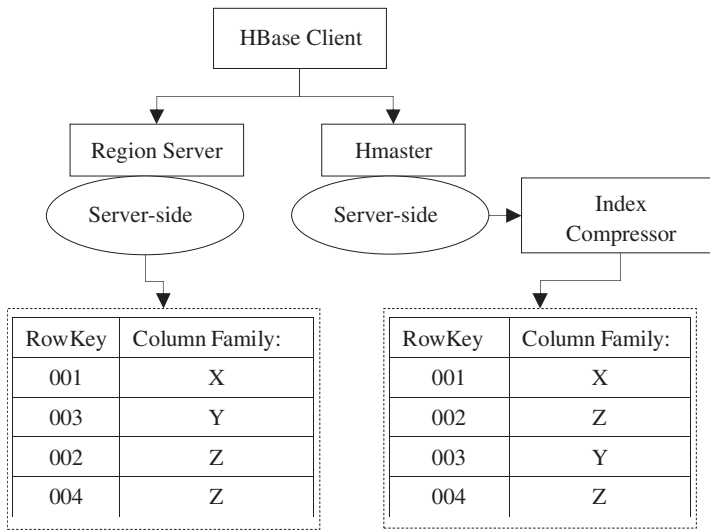 HBase Client
Region Server
Hmaster
Server-side
Server-side
Index
Compressor
RowKey Column Family:
001 X
003 Y
002 Z
004 Z
RowKey Column Family:
001 X
002 Z
003 Y
004 Z